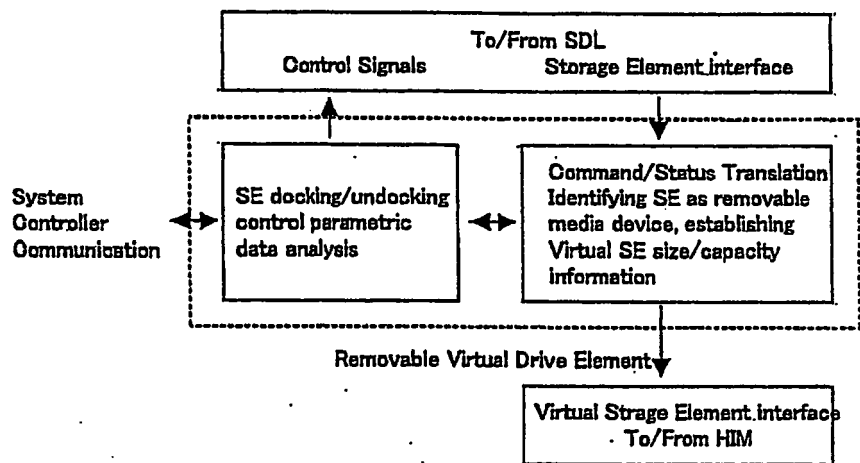 To/From SDL
Control Signals
Storage Element interface
System
Controller
Communication
SE docking/undocking
control parametric
data analysis
Command/Status Translation
Identifying SE as removable
media device, establishing
Virtual SE size/capacity
information
Removable Virtual Drive Element
Virtual Strage Element interface
To/From HIM